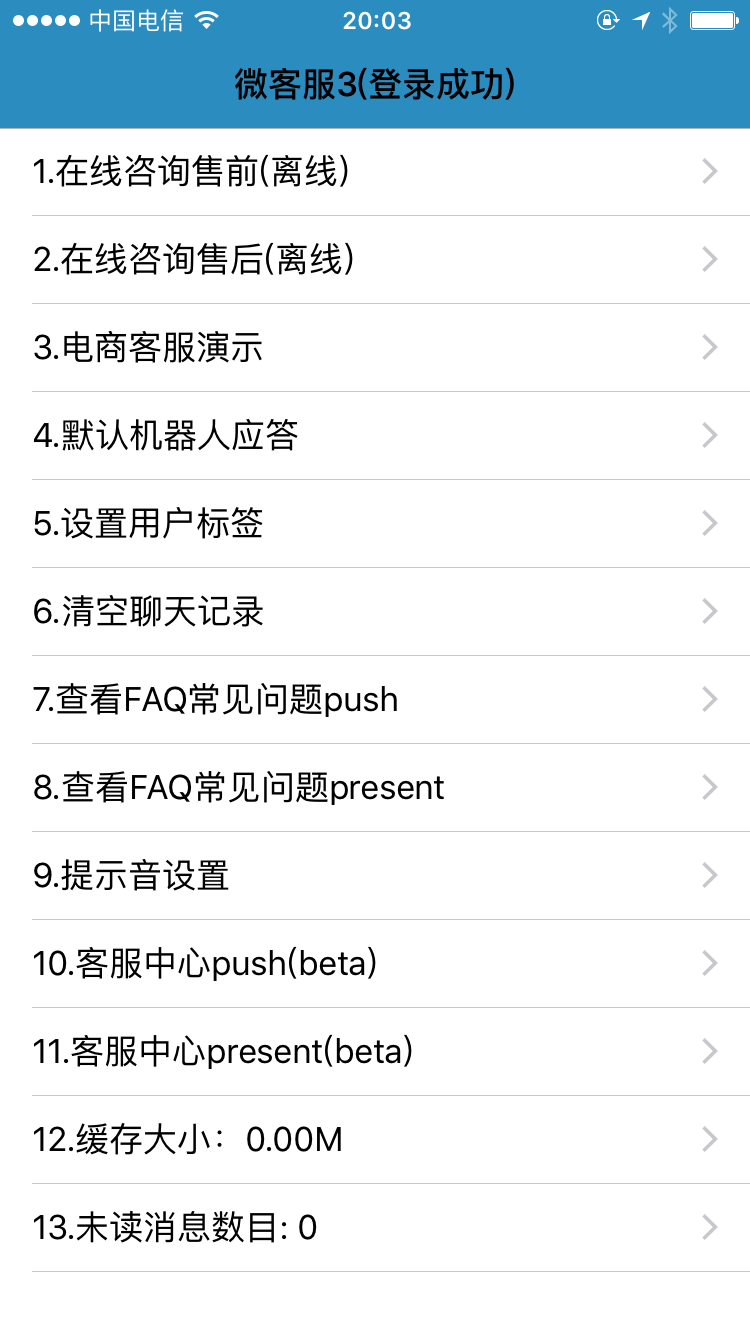 中国电信 20:03
微客服3(登录成功)
1.在线咨询售前(离线)
2.在线咨询售后(离线)
3.电商客服演示
4.默认机器人应答
5.设置用户标签
6.清空聊天记录
7.查看FAQ常见问题push
8.查看FAQ常见问题present
9.提示音设置
10.客服中心push(beta)
11.客服中心present(beta)
12.缓存大小：0.00M
13.未读消息数目: 0